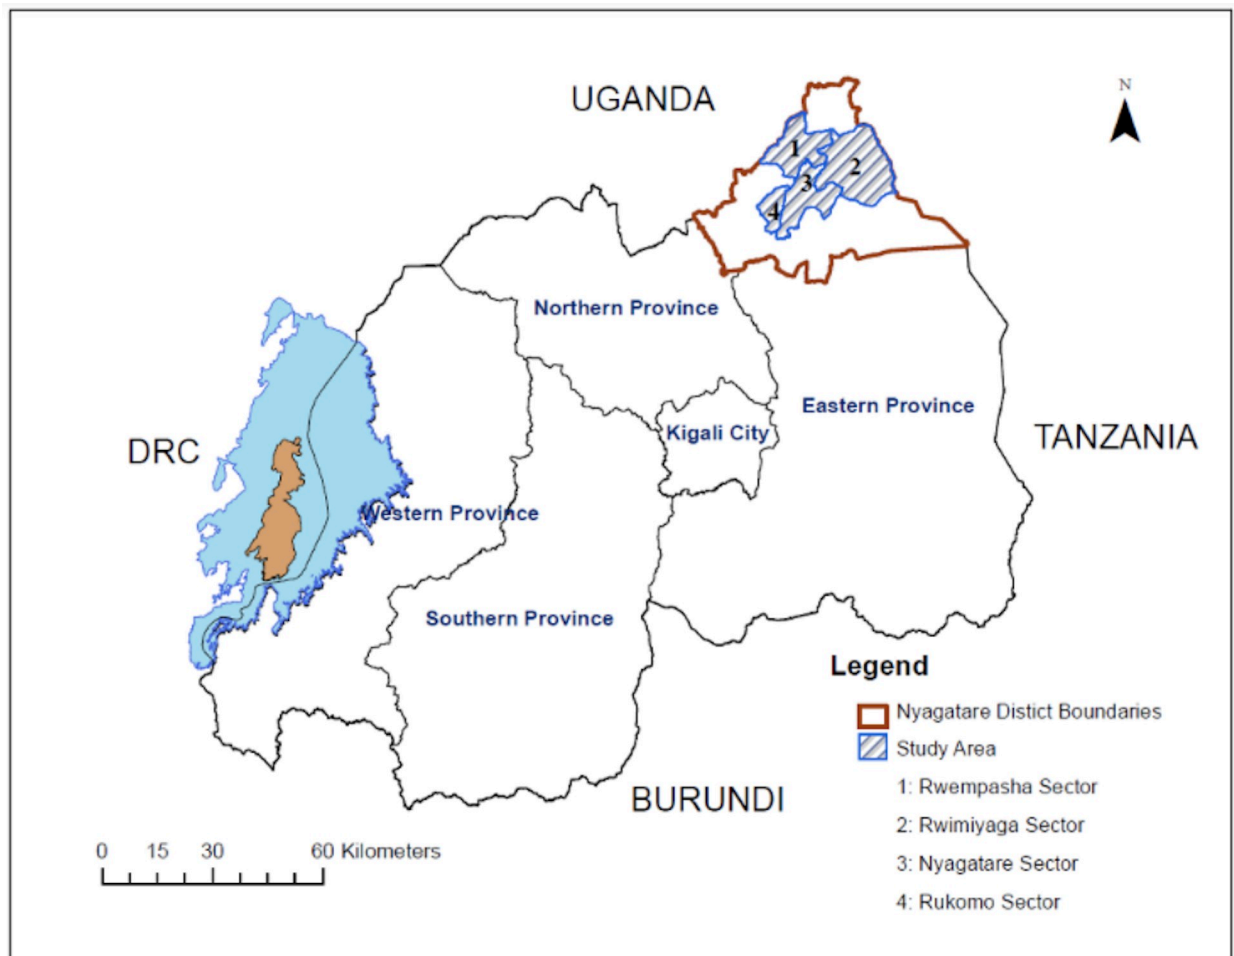 UGANDA
N
1
2
3
4
Northern Province
Eastern Province
Kigali City
DRC
TANZANIA
Western Province
Southern Province
BURUNDI
Legend
Nyagatare Distict Boundaries
Study Area
1: Rwempasha Sector
2: Rwimiyaga Sector
3: Nyagatare Sector
4: Rukomo Sector
0 15 30 60 Kilometers